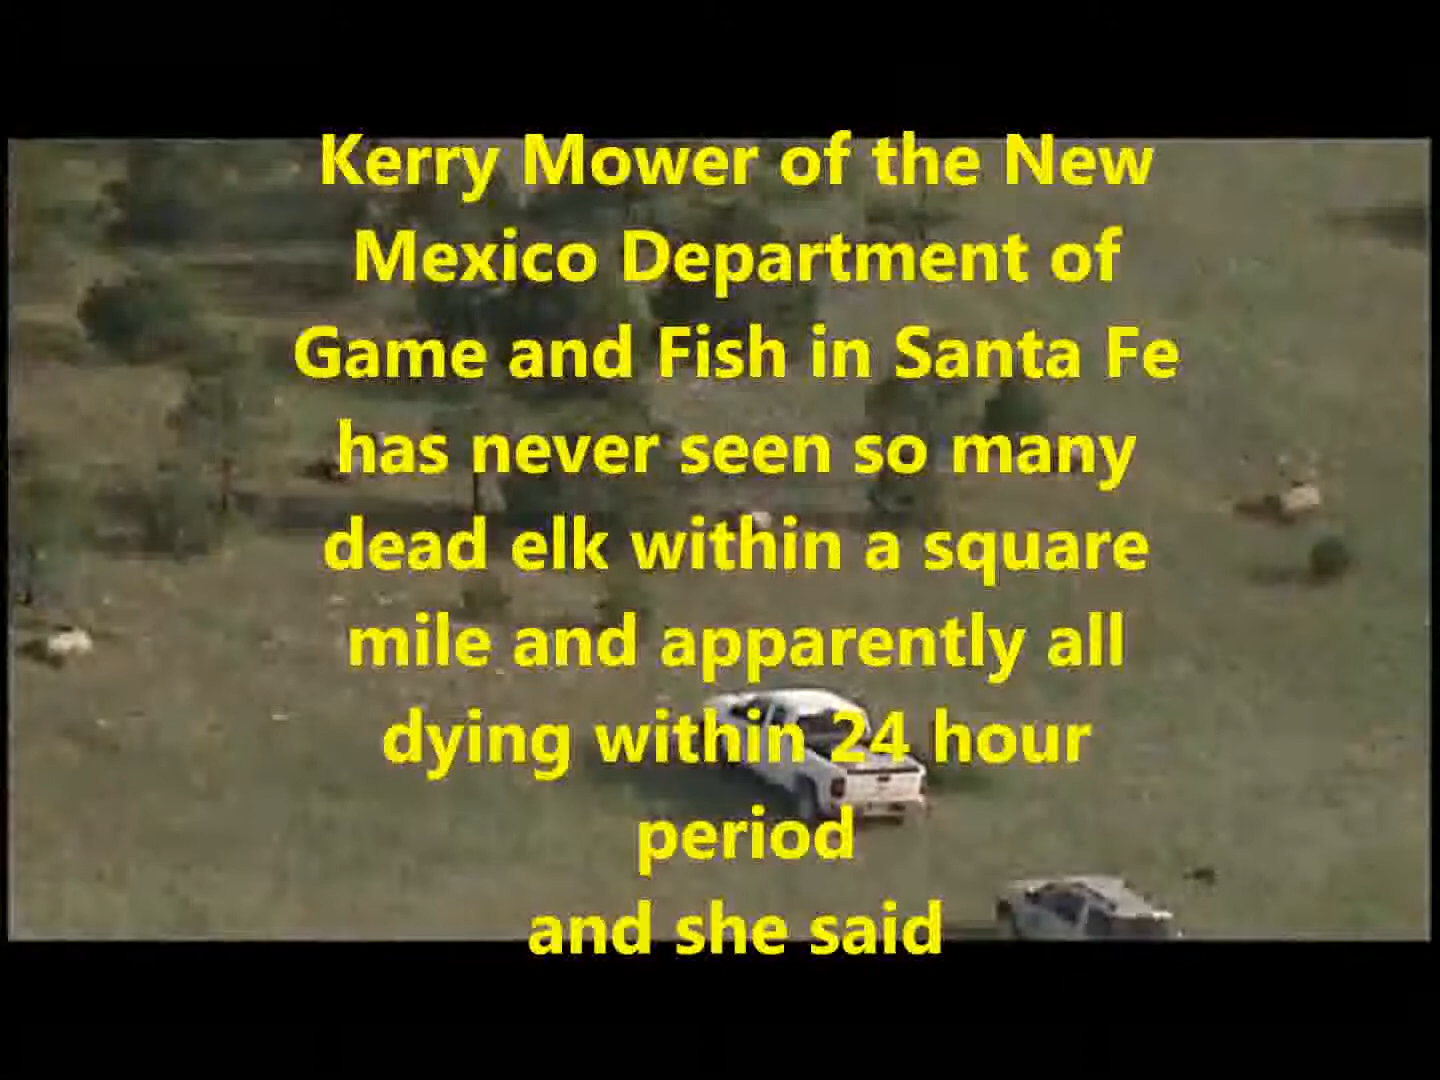 Kerry Mower of the New
Mexico Department of
Game and Fish in Santa Fe
has never seen so many
dead elk within a square
mile and apparently all
dying within 24 hour
period
and she said